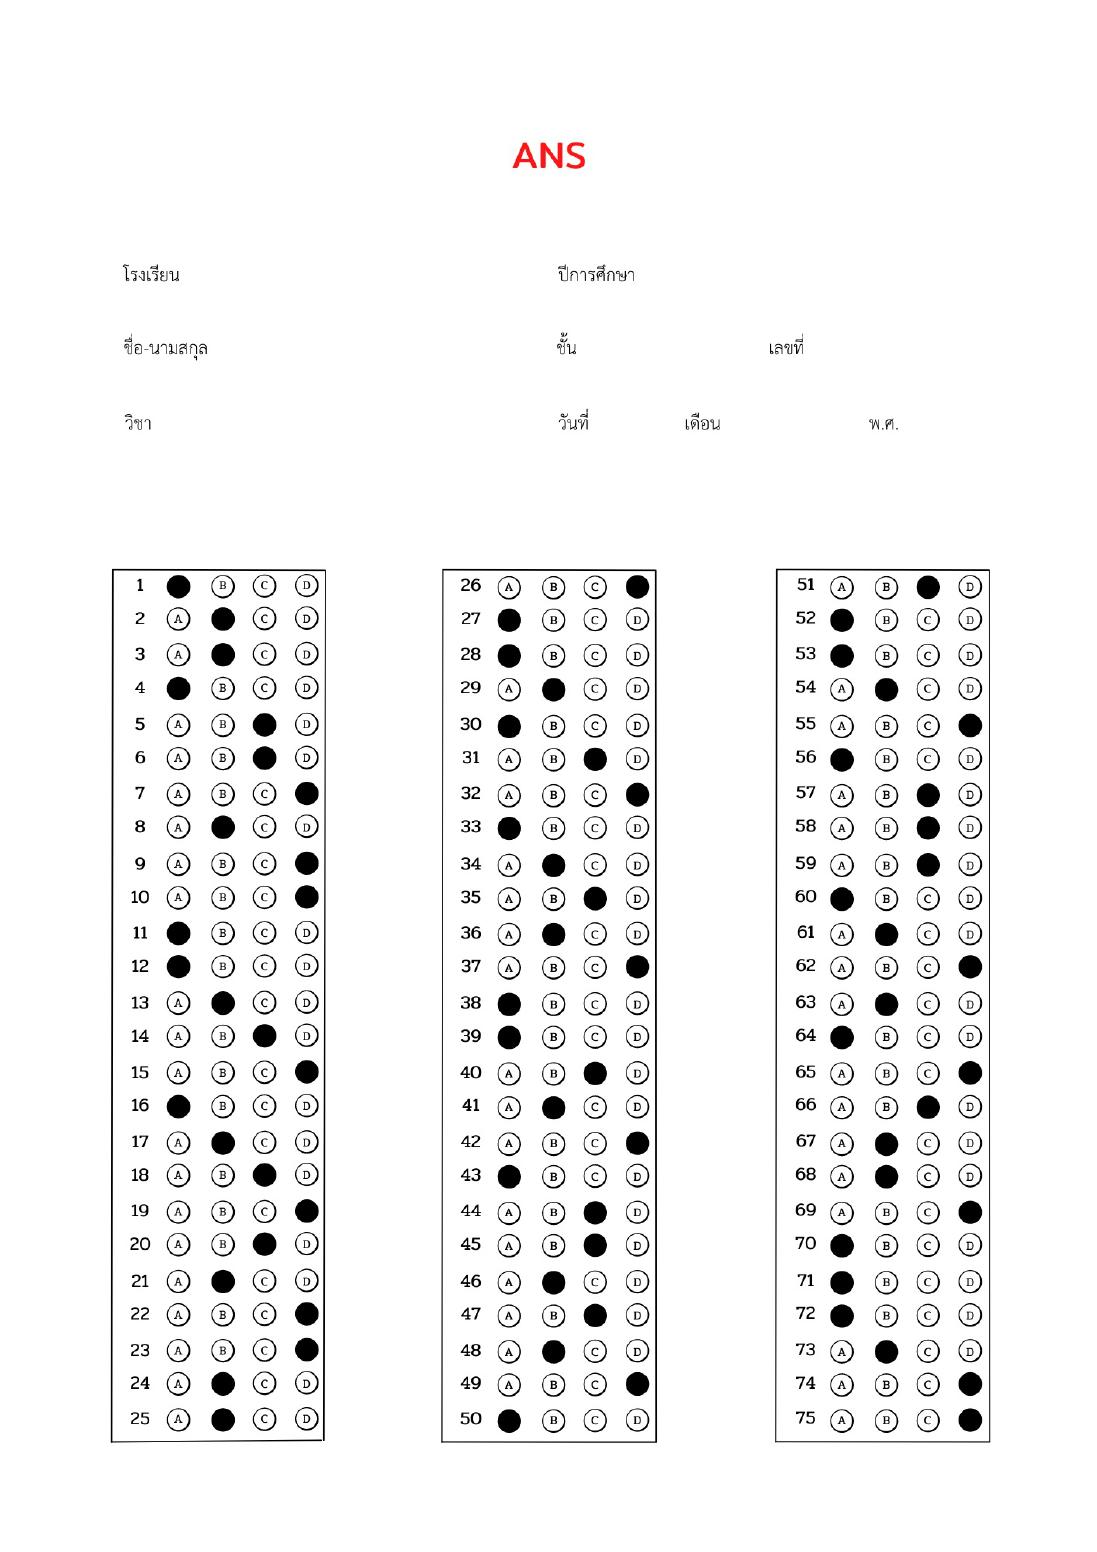 ANS
โรงเรียน ปีการศึกษา
ชื่อ-นามสกุล ชั้น เลขที่
วิชา วันที่ เดือน พ.ศ.
1 B C D
2 A C D
3 A C D
4 B C D
5 A B D
6 A B D
7 A B C
8 A C D
9 A B C
10 A B C
11 B C D
12 B C D
13 A C D
14 A B D
15 A B C
16 B C D
17 A C D
18 A B D
19 A B C
20 A B D
21 A C D
22 A B C
23 A B C
24 A C D
25 A C D
26 A B C
27 B C D
28 B C D
29 A C D
30 B C D
31 A B D
32 A B C
33 B C D
34 A C D
35 A B D
36 A C D
37 A B C
38 B C D
39 B C D
40 A B D
41 A C D
42 A B C
43 B C D
44 A B D
45 A B D
46 A C D
47 A B D
48 A C D
49 A B C
50 B C D
51 A B D
52 B C D
53 B C D
54 A C D
55 A B C
56 B C D
57 A B D
58 A B D
59 A B D
60 B C D
61 A C D
62 A B C
63 A C D
64 B C D
65 A B C
66 A B D
67 A C D
68 A C D
69 A B C
70 B C D
71 B C D
72 B C D
73 A C D
74 A B C
75 A B C